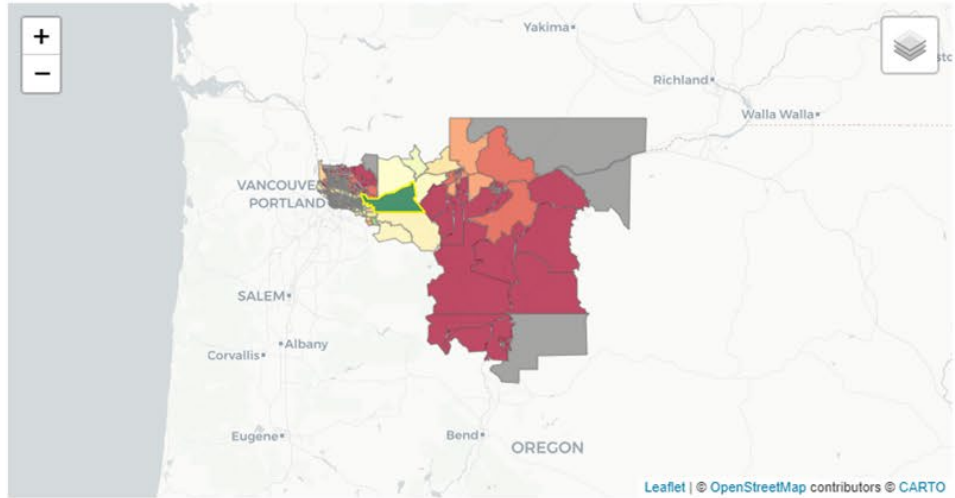 +
−
Yakima
Richland
Walla Walla
VANCOUVE
PORTLAND
SALEM
Albany
Corvallis
Eugene
Bend
OREGON
Leaflet | © OpenStreetMap contributors © CARTO